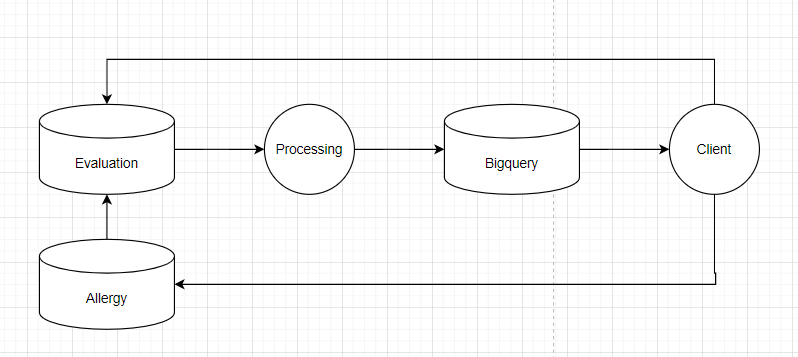 Evaluation
Processing
Bigquery
Client
Allergy